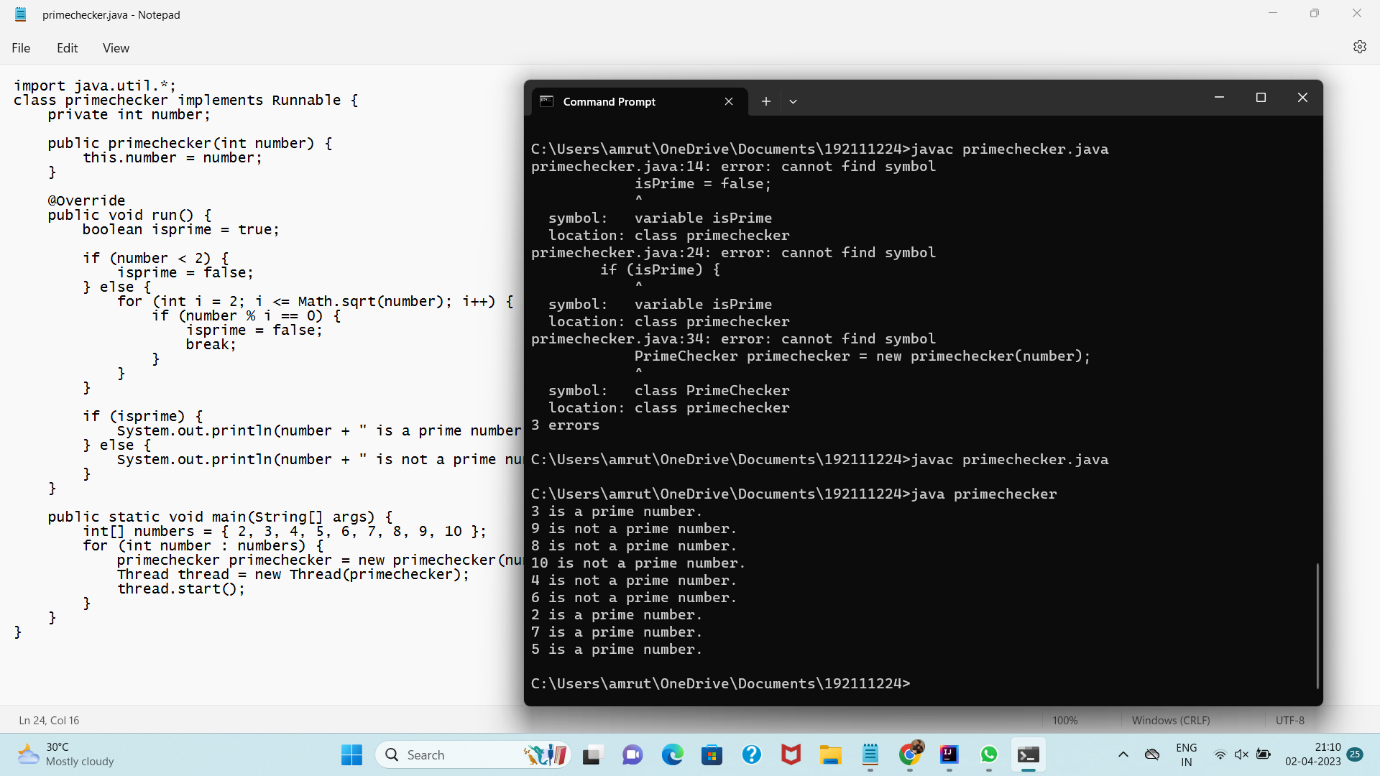 primechecker.java - Notepad
File Edit View
import java.util.*;
class primechecker implements Runnable {
    private int number;
    public primechecker(int number) {
        this.number = number;
    }
    @Override
    public void run() {
        boolean isprime = true;
        if (number < 2) {
            isprime = false;
        } else {
            for (int i = 2; i <= Math.sqrt(number); i++) {
                if (number % i == 0) {
                    isprime = false;
                    break;
                }
            }
        }
        if (isprime) {
            System.out.println(number + " is a prime number
        } else {
            System.out.println(number + " is not a prime nu
        }
    }
    public static void main(String[] args) {
        int[] numbers = { 2, 3, 4, 5, 6, 7, 8, 9, 10 };
        for (int number : numbers) {
            primechecker primechecker = new primechecker(nu
            Thread thread = new Thread(primechecker);
            thread.start();
        }
    }
}
Command Prompt
C:\Users\amrut\OneDrive\Documents\192111224>javac primechecker.java
primechecker.java:14: error: cannot find symbol
            isPrime = false;
            ^
  symbol:   variable isPrime
  location: class primechecker
primechecker.java:24: error: cannot find symbol
        if (isPrime) {
            ^
  symbol:   variable isPrime
  location: class primechecker
primechecker.java:34: error: cannot find symbol
            PrimeChecker primechecker = new primechecker(number);
            ^
  symbol:   class PrimeChecker
  location: class primechecker
3 errors
C:\Users\amrut\OneDrive\Documents\192111224>javac primechecker.java
C:\Users\amrut\OneDrive\Documents\192111224>java primechecker
3 is a prime number.
9 is not a prime number.
8 is not a prime number.
10 is not a prime number.
4 is not a prime number.
6 is not a prime number.
2 is a prime number.
7 is a prime number.
5 is a prime number.
C:\Users\amrut\OneDrive\Documents\192111224>
Ln 24, Col 16 100% Windows (CRLF) UTF-8
30°C
Mostly cloudy
Search
ENG
IN
21:10
02-04-2023
25